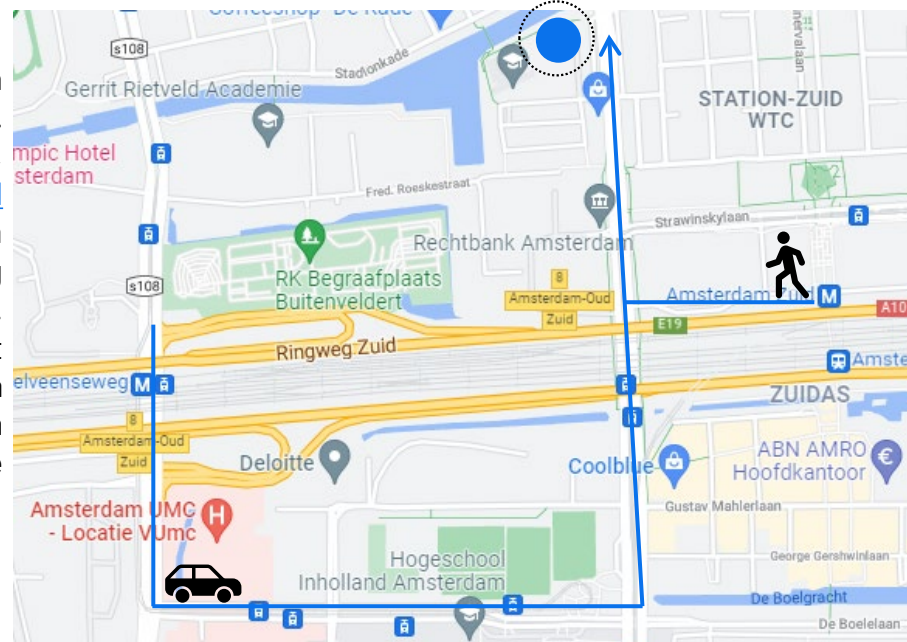 Coffeeshop "De Kade"
s108
Stadionkade
Gerrit Rietveld Academie
nervalaan
STATION-ZUID
WTC
mpic Hotel
sterdam
Fred. Roeskestraat
Strawinskylaan
Rechtbank Amsterdam
s108
RK Begraafplaats
Buitenveldert
8
Amsterdam-Oud
Zuid
Amsterdam Zuid
M
A10
E19
Ringweg Zuid
elveenseweg
M
Amste
ZUIDAS
8
Amsterdam-Oud
Zuid
Deloitte
Coolblue
ABN AMRO
Hoofdkantoor
€
Gustav Mahlerlaan
Amsterdam UMC
- Locatie VUmc
H
Hogeschool
Inholland Amsterdam
George Gershwinlaan
De Boelgracht
De Boelelaan